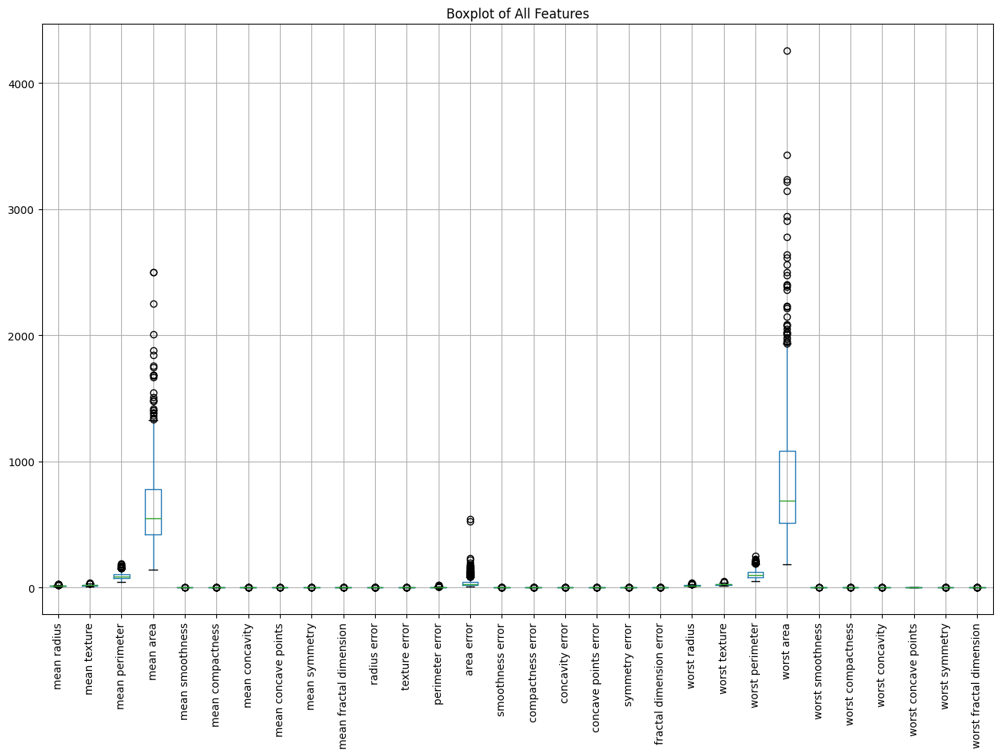 Boxplot of All Features
4000
3000
2000
1000
0
mean radius
mean texture
mean perimeter
mean area
mean smoothness
mean compactness
mean concavity
mean concave points
mean symmetry
mean fractal dimension
radius error
texture error
perimeter error
area error
smoothness error
compactness error
concavity error
concave points error
symmetry error
fractal dimension error
worst radius
worst texture
worst perimeter
worst area
worst smoothness
worst compactness
worst concavity
worst concave points
worst symmetry
worst fractal dimension